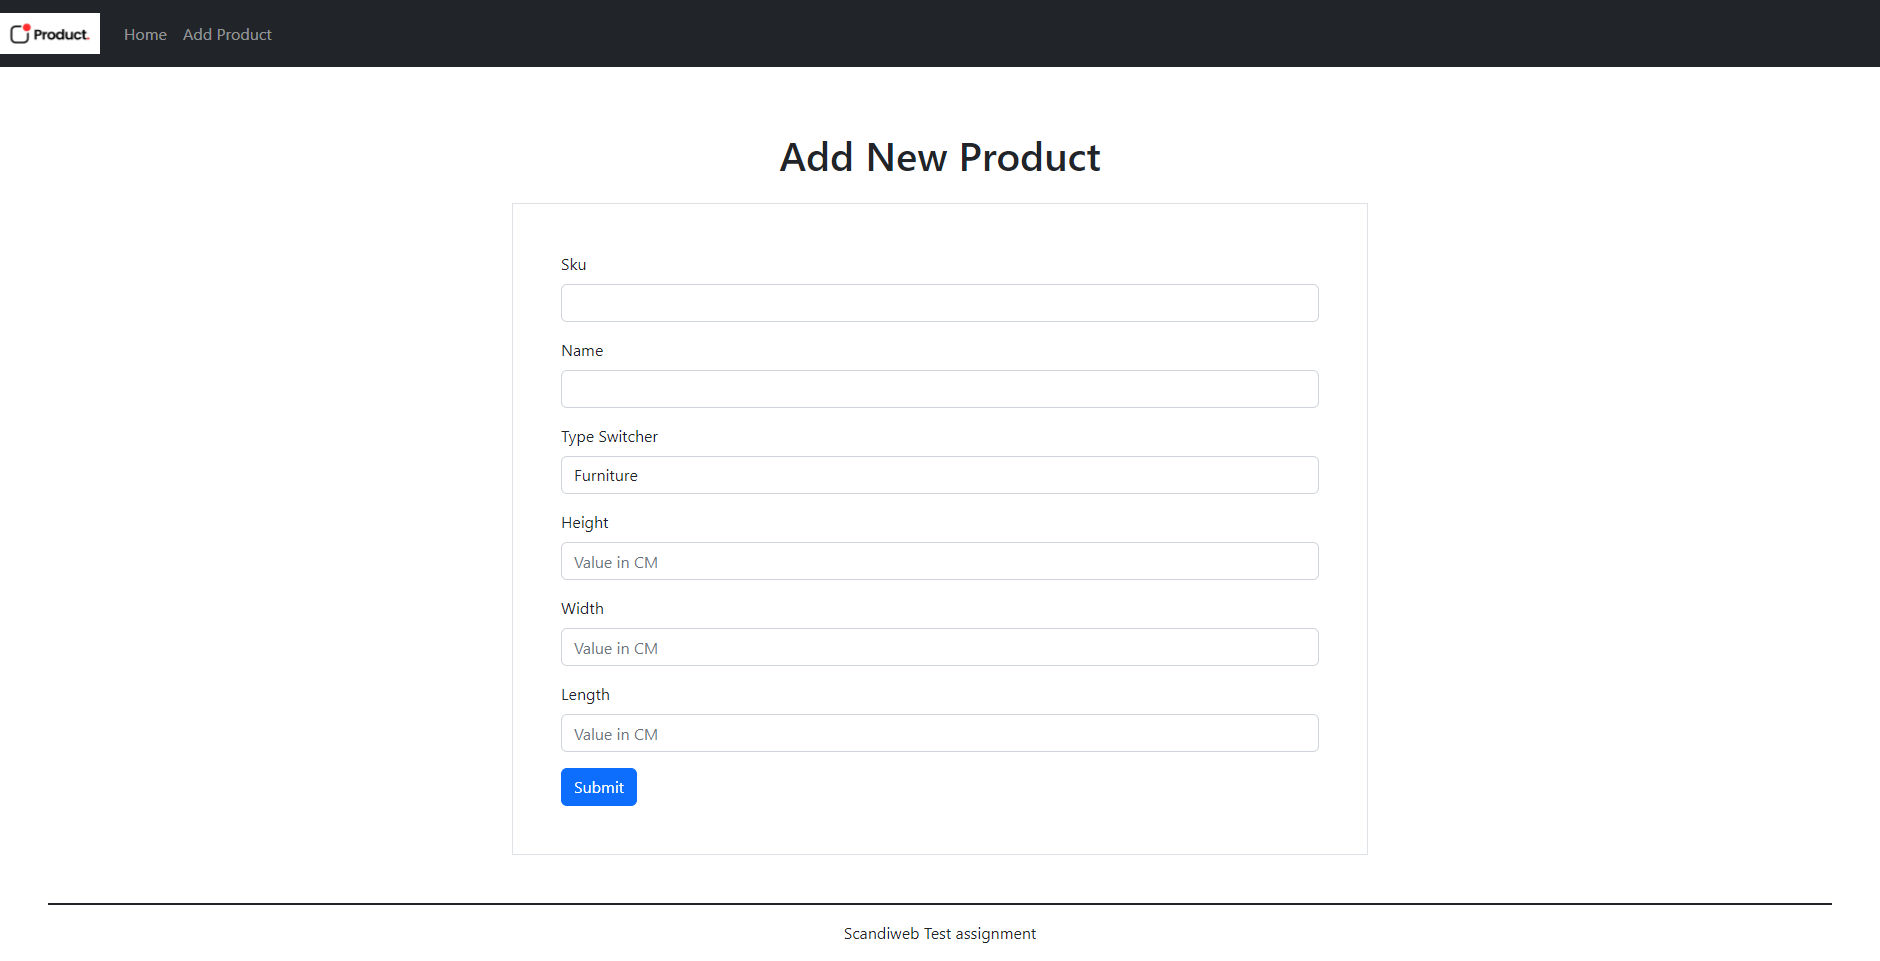 Product. Home Add Product
Add New Product
Sku
Name
Type Switcher
Furniture
Height
Value in CM
Width
Value in CM
Length
Value in CM
Submit
Scandiweb Test assignment